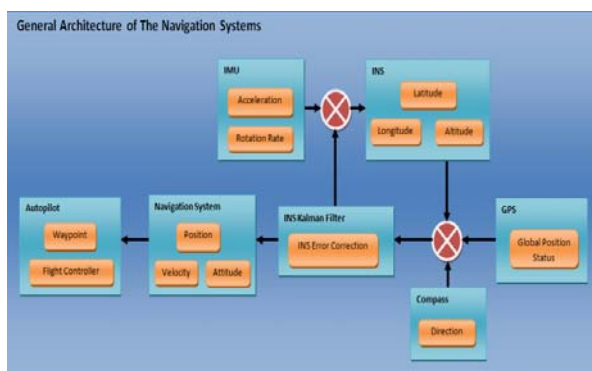 General Architecture of The Navigation Systems
IMU
Acceleration
Rotation Rate
INS
Latitude
Longitude
Altitude
Autopilot
Waypoint
Flight Controller
Navigation System
Position
Velocity
Attitude
INS Kalman Filter
INS Error Correction
GPS
Global Position
Status
Compass
Direction